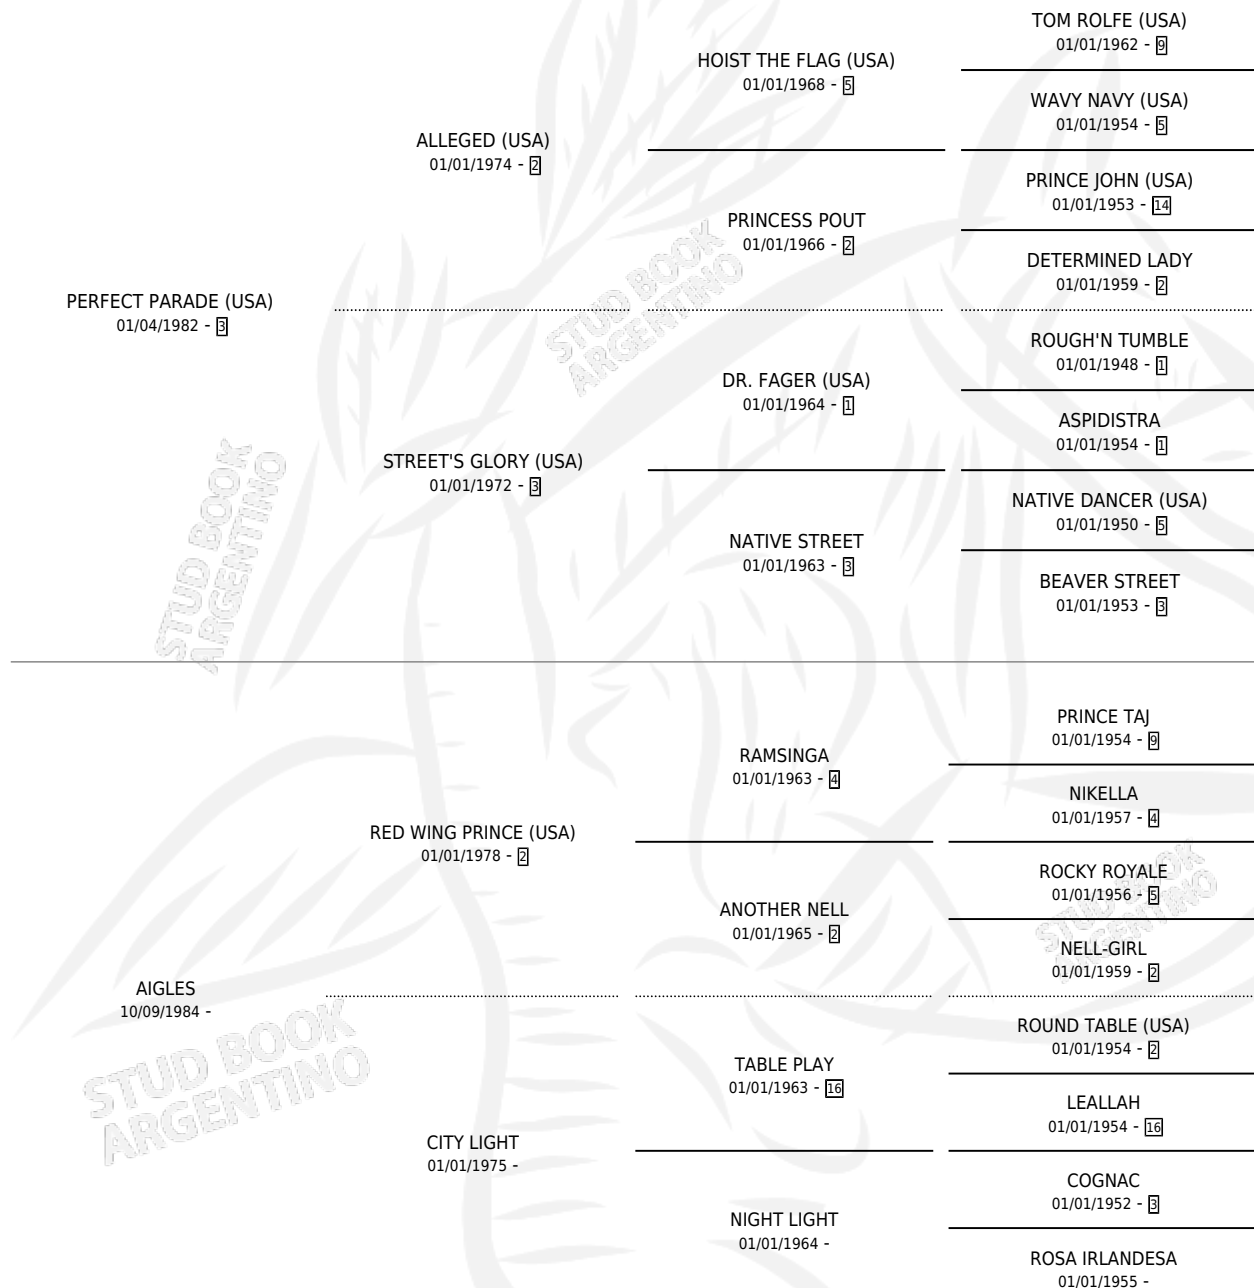 PERFECT PARADE (USA)
01/04/1982 - 3
ALLEGED (USA)
01/01/1974 - 2
STREET'S GLORY (USA)
01/01/1972 - 3
HOIST THE FLAG (USA)
01/01/1968 - 5
PRINCESS POUT
01/01/1966 - 2
DR. FAGER (USA)
01/01/1964 - 1
NATIVE STREET
01/01/1963 - 3
TOM ROLFE (USA)
01/01/1962 - 9
WAVY NAVY (USA)
01/01/1954 - 5
PRINCE JOHN (USA)
01/01/1953 - 14
DETERMINED LADY
01/01/1959 - 2
ROUGH'N TUMBLE
01/01/1948 - 1
ASPIDISTRA
01/01/1954 - 1
NATIVE DANCER (USA)
01/01/1950 - 5
BEAVER STREET
01/01/1953 - 3
AIGLES
10/09/1984 -
RED WING PRINCE (USA)
01/01/1978 - 2
CITY LIGHT
01/01/1975 -
RAMSINGA
01/01/1963 - 4
ANOTHER NELL
01/01/1965 - 2
TABLE PLAY
01/01/1963 - 16
NIGHT LIGHT
01/01/1964 -
PRINCE TAJ
01/01/1954 - 9
NIKELLA
01/01/1957 - 4
ROCKY ROYALE
01/01/1956 - 5
NELL-GIRL
01/01/1959 - 2
ROUND TABLE (USA)
01/01/1954 - 2
LEALLAH
01/01/1954 - 16
COGNAC
01/01/1952 - 3
ROSA IRLANDESA
01/01/1955 -
STUD BOOK
ARGENTINO
STUD BOOK
ARGENTINO
STUD BOOK
ARGENTINO
STUD BOOK
ARGENTINO